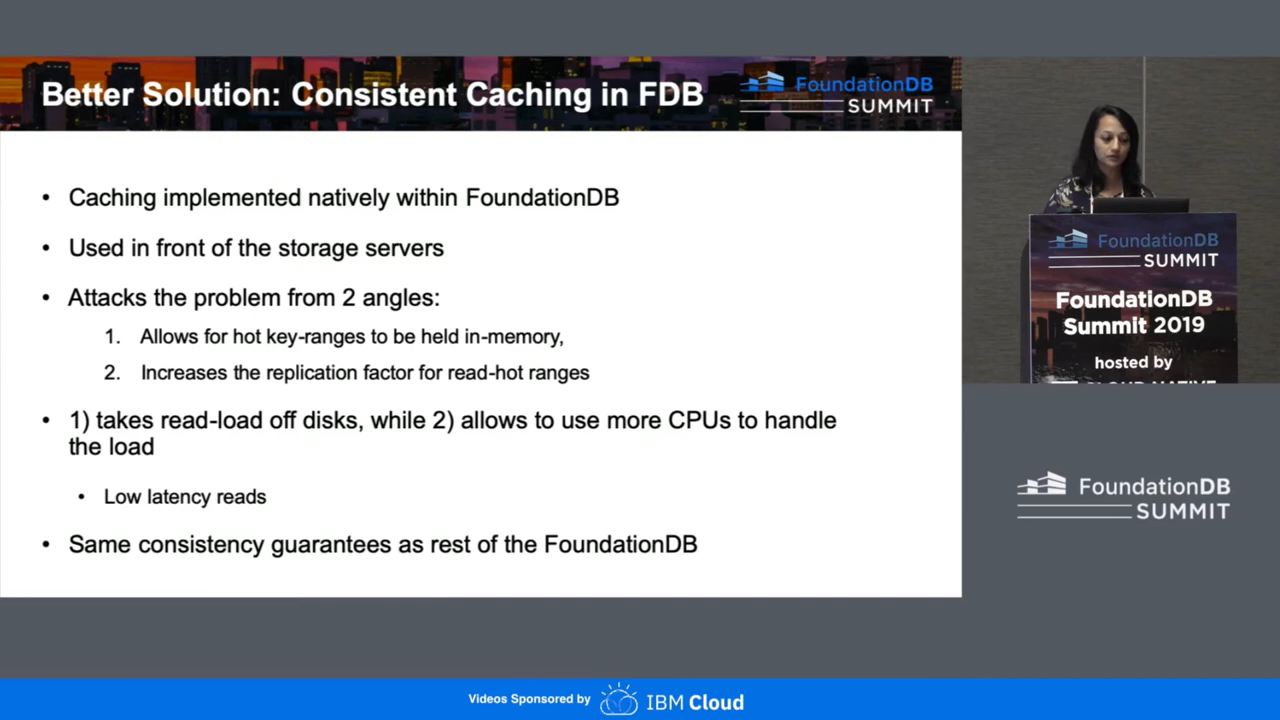 Better Solution: Consistent Caching in FDB
FoundationDB
SUMMIT
• Caching implemented natively within FoundationDB
• Used in front of the storage servers
• Attacks the problem from 2 angles:
1. Allows for hot key-ranges to be held in-memory,
2. Increases the replication factor for read-hot ranges
• 1) takes read-load off disks, while 2) allows to use more CPUs to handle
the load
• Low latency reads
• Same consistency guarantees as rest of the FoundationDB
FoundationDB
SUMMIT
FoundationDB
Summit 2019
hosted by
CLOUD NATIVE
FoundationDB
SUMMIT
Videos Sponsored by
IBM Cloud